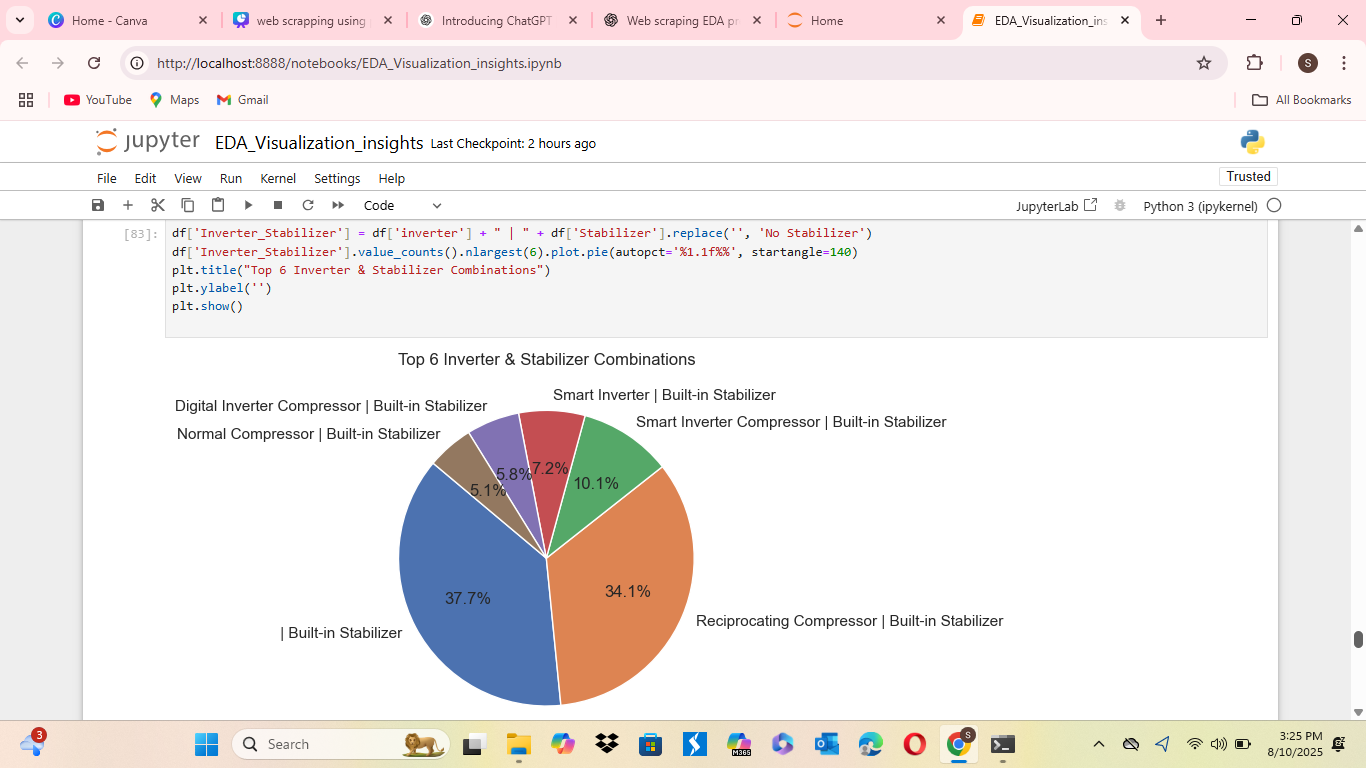 Home - Canva
web scrapping using
Introducing ChatGPT
Web scraping EDA pr
Home
EDA_Visualization_ins
http://localhost:8888/notebooks/EDA_Visualization_insights.ipynb
S
YouTube
Maps
Gmail
All Bookmarks
jupyter
EDA_Visualization_insights
Last Checkpoint: 2 hours ago
File
Edit
View
Run
Kernel
Settings
Help
Trusted
Code
JupyterLab
Python 3 (ipykernel)
[83]:
df['Inverter_Stabilizer'] = df['inverter'] + " | " + df['Stabilizer'].replace('', 'No Stabilizer')
df['Inverter_Stabilizer'].value_counts().nlargest(6).plot.pie(autopct='%1.1f%%', startangle=140)
plt.title("Top 6 Inverter & Stabilizer Combinations")
plt.ylabel('')
plt.show()
Top 6 Inverter & Stabilizer Combinations
Smart Inverter | Built-in Stabilizer
Digital Inverter Compressor | Built-in Stabilizer
Smart Inverter Compressor | Built-in Stabilizer
Normal Compressor | Built-in Stabilizer
7.2%
5.8%
10.1%
5.1%
34.1%
37.7%
Reciprocating Compressor | Built-in Stabilizer
| Built-in Stabilizer
3
Search
M365
S
3:25 PM
8/10/2025